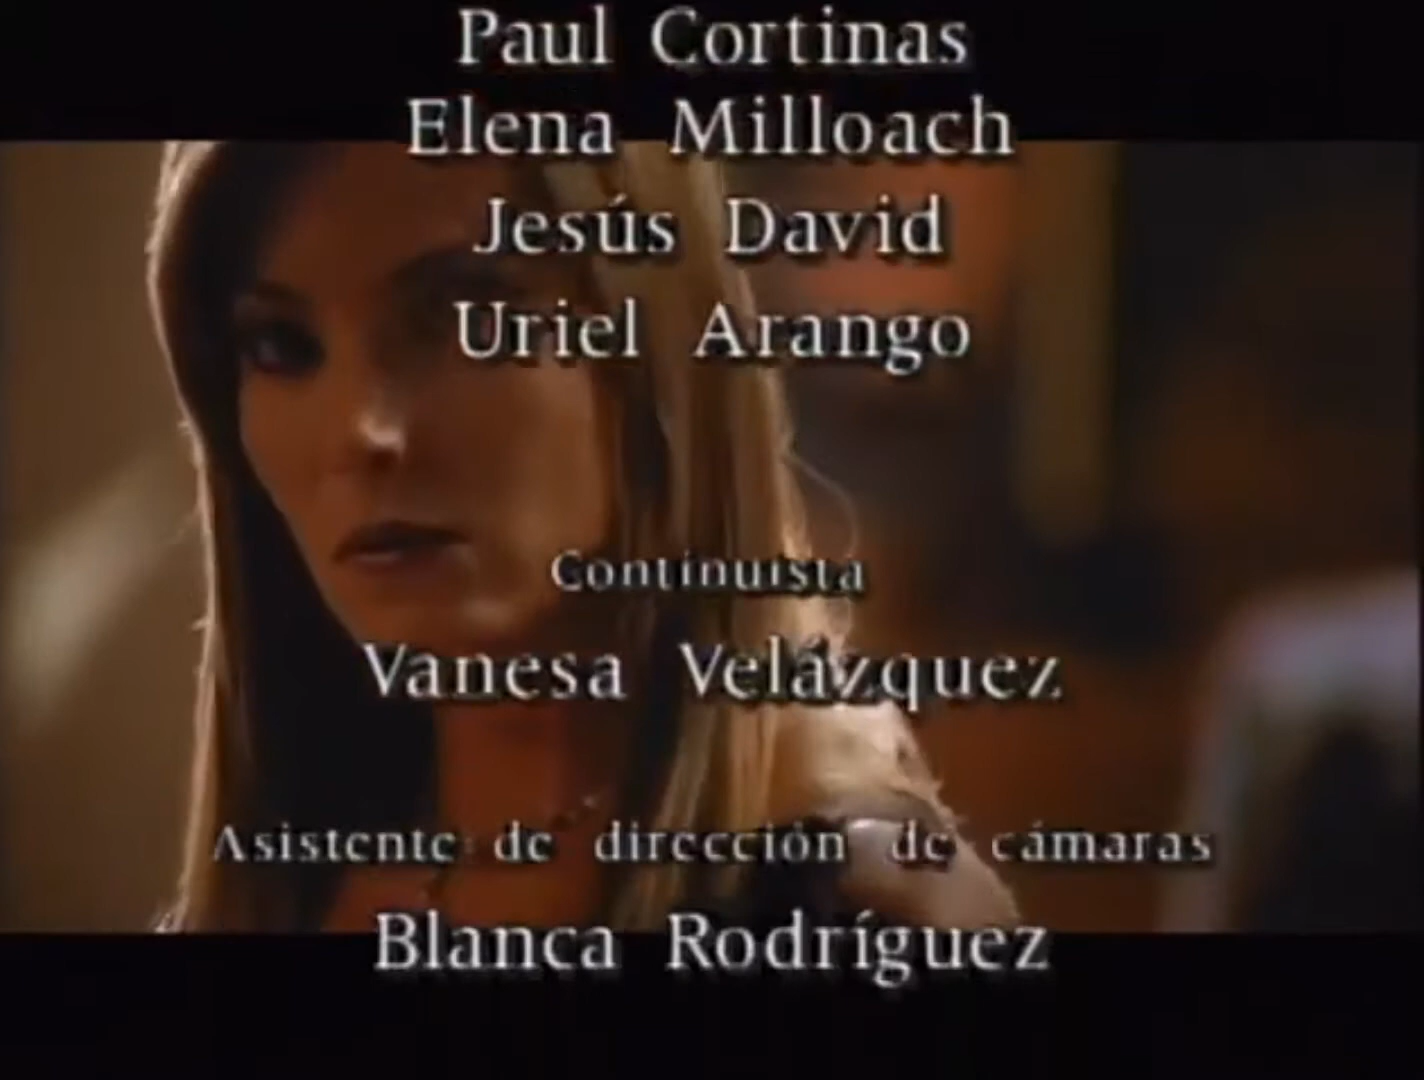 Paul Cortinas
Elena Milloach
Jesús David
Uriel Arango
Continuista
Vanesa Velázquez
Asistente de dirección de cámaras
Blanca Rodríguez